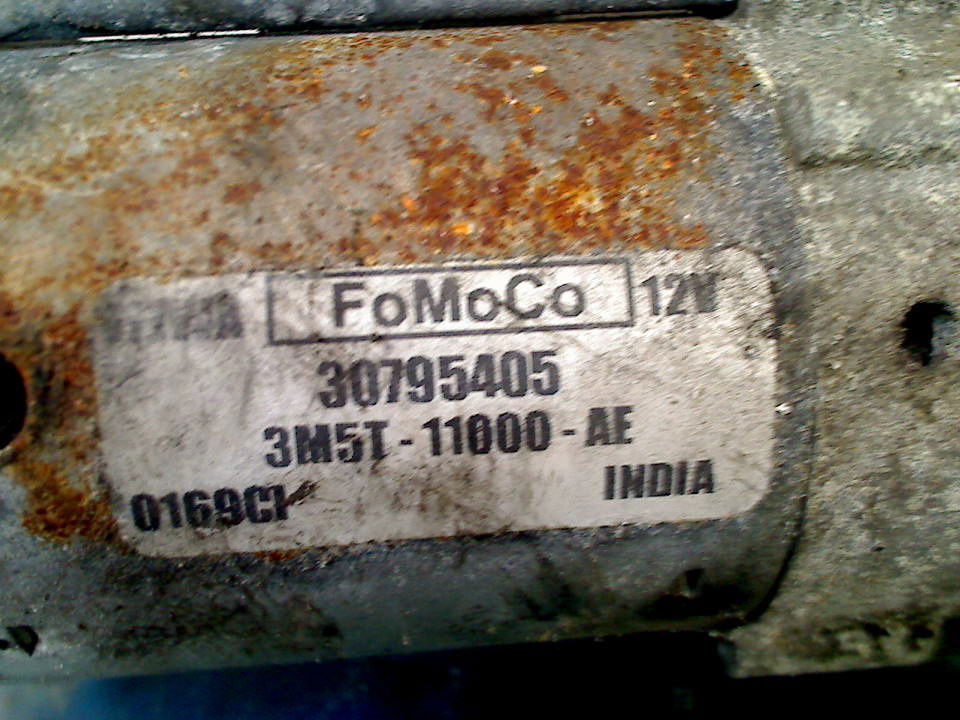 FoMoCo 12V
30795405
3M5T-11000-AE
0169CI INDIA